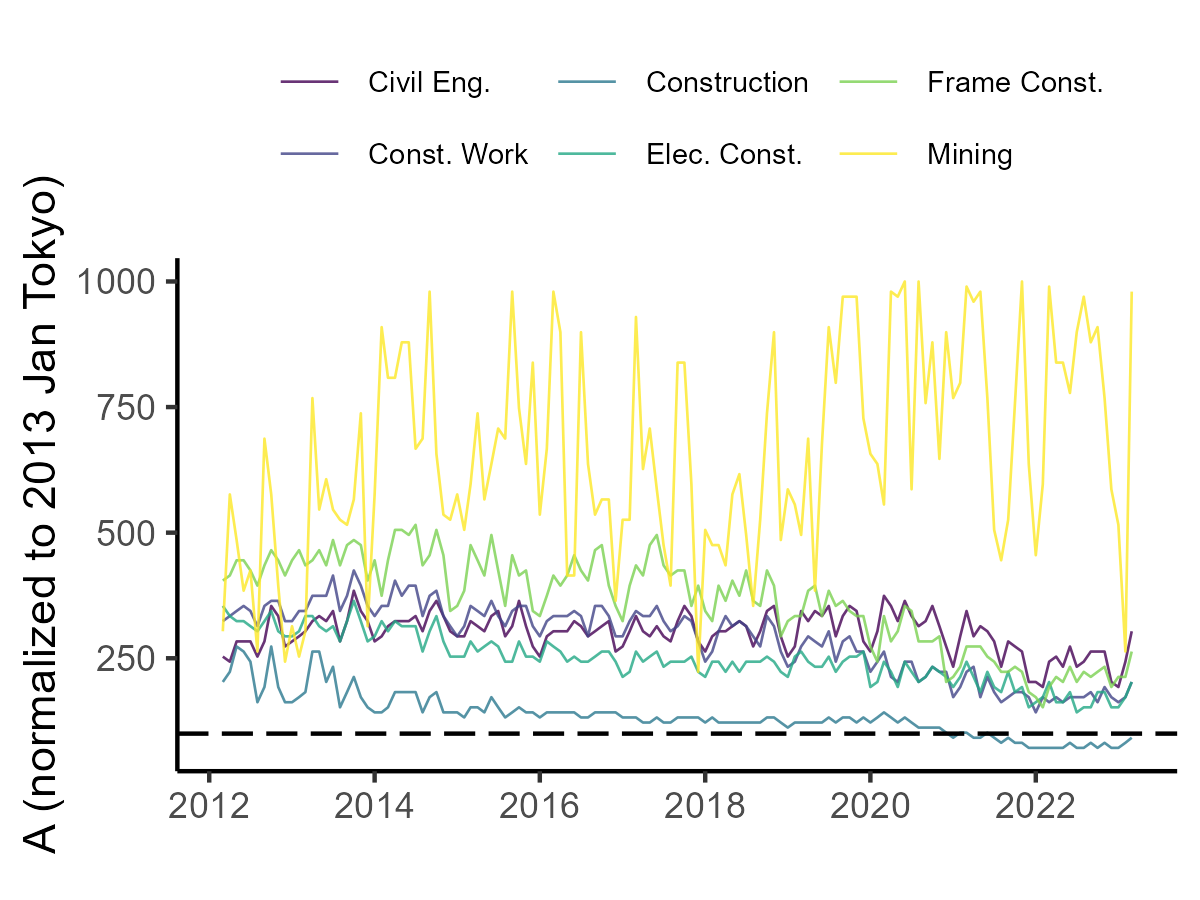 Civil Eng.
Construction
Frame Const.
Const. Work
Elec. Const.
Mining
A (normalized to 2013 Jan Tokyo)
1000
750
500
250
2012 2014 2016 2018 2020 2022